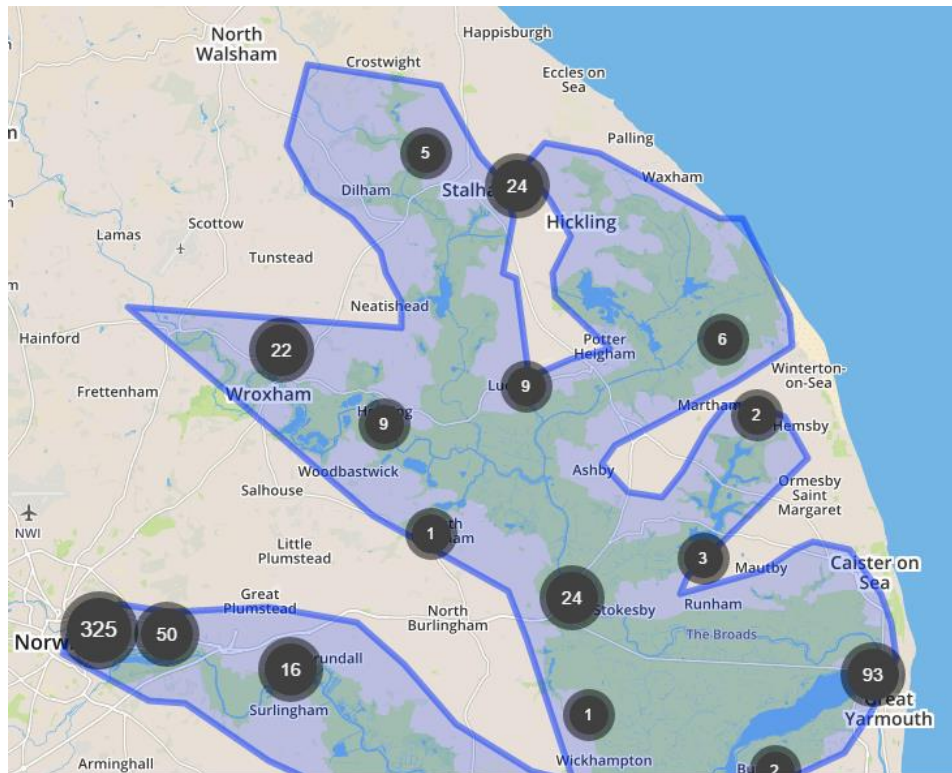 Happisburgh
North
Walsham
Crostwight
Eccles on
Sea
n
Palling
5
Waxham
Dilham
24
Hickling
Scottow
Lamas
Tunstead
m
Neatishead
Hainford
22
Potter
Heigham
6
Winterton-
on-Sea
9
Frettenham
Wroxham
Martham
2
Hemsby
9
Woodbastwick
Ashby
Salhouse
Ormesby
Saint
Margaret
NWI
1
Little
Plumstead
3
Mautby
Caister on
Sea
Great
Plumstead
24
Stokesby
Runham
North
Burlingham
325
50
The Broads
16
93
Great
Yarmouth
Surlingham
1
Wickhampton
Arminghall
2